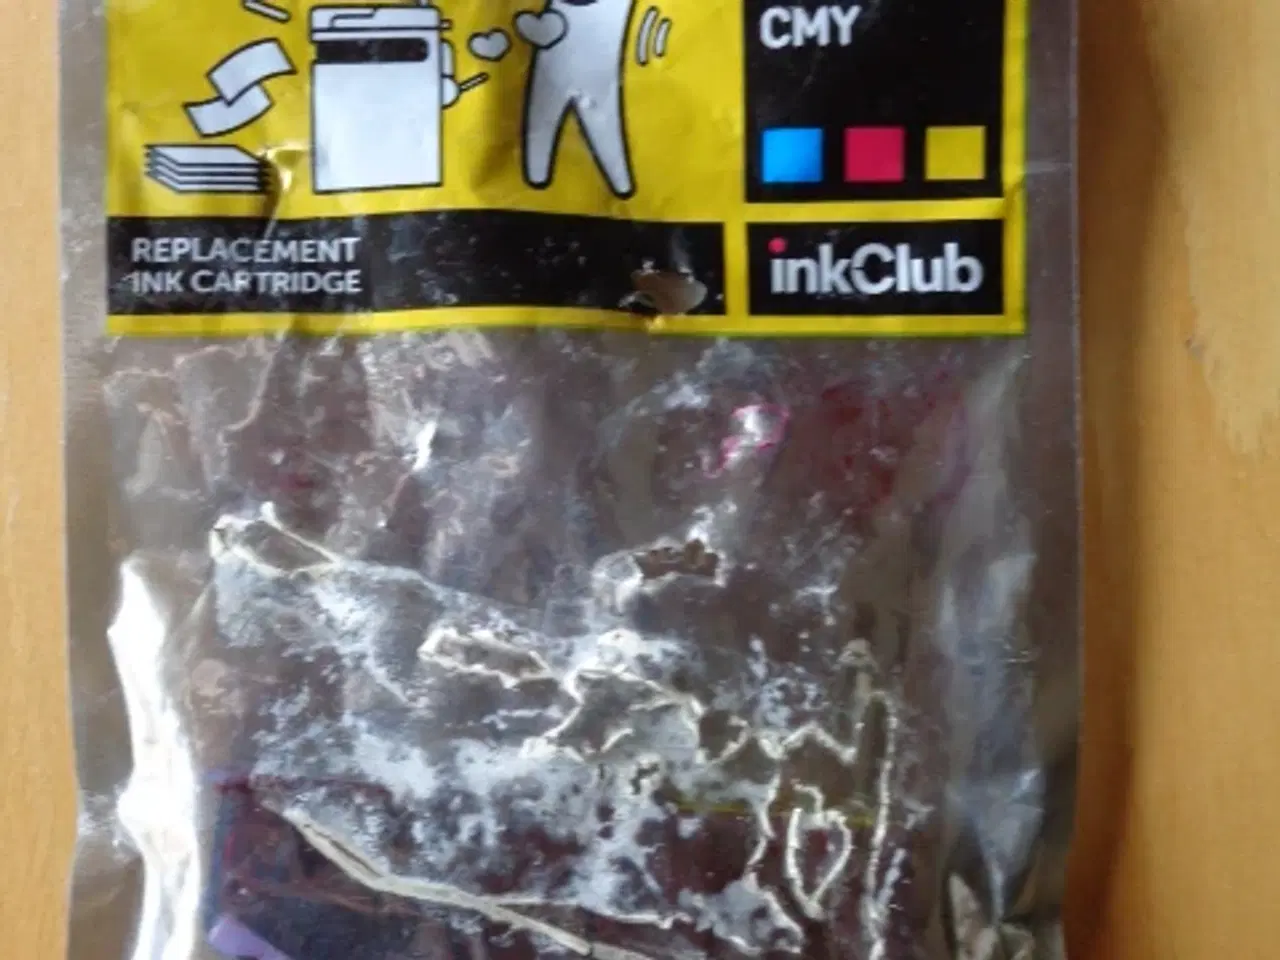 CMY
REPLACEMENT
INK CARTRIDGE
inkClub